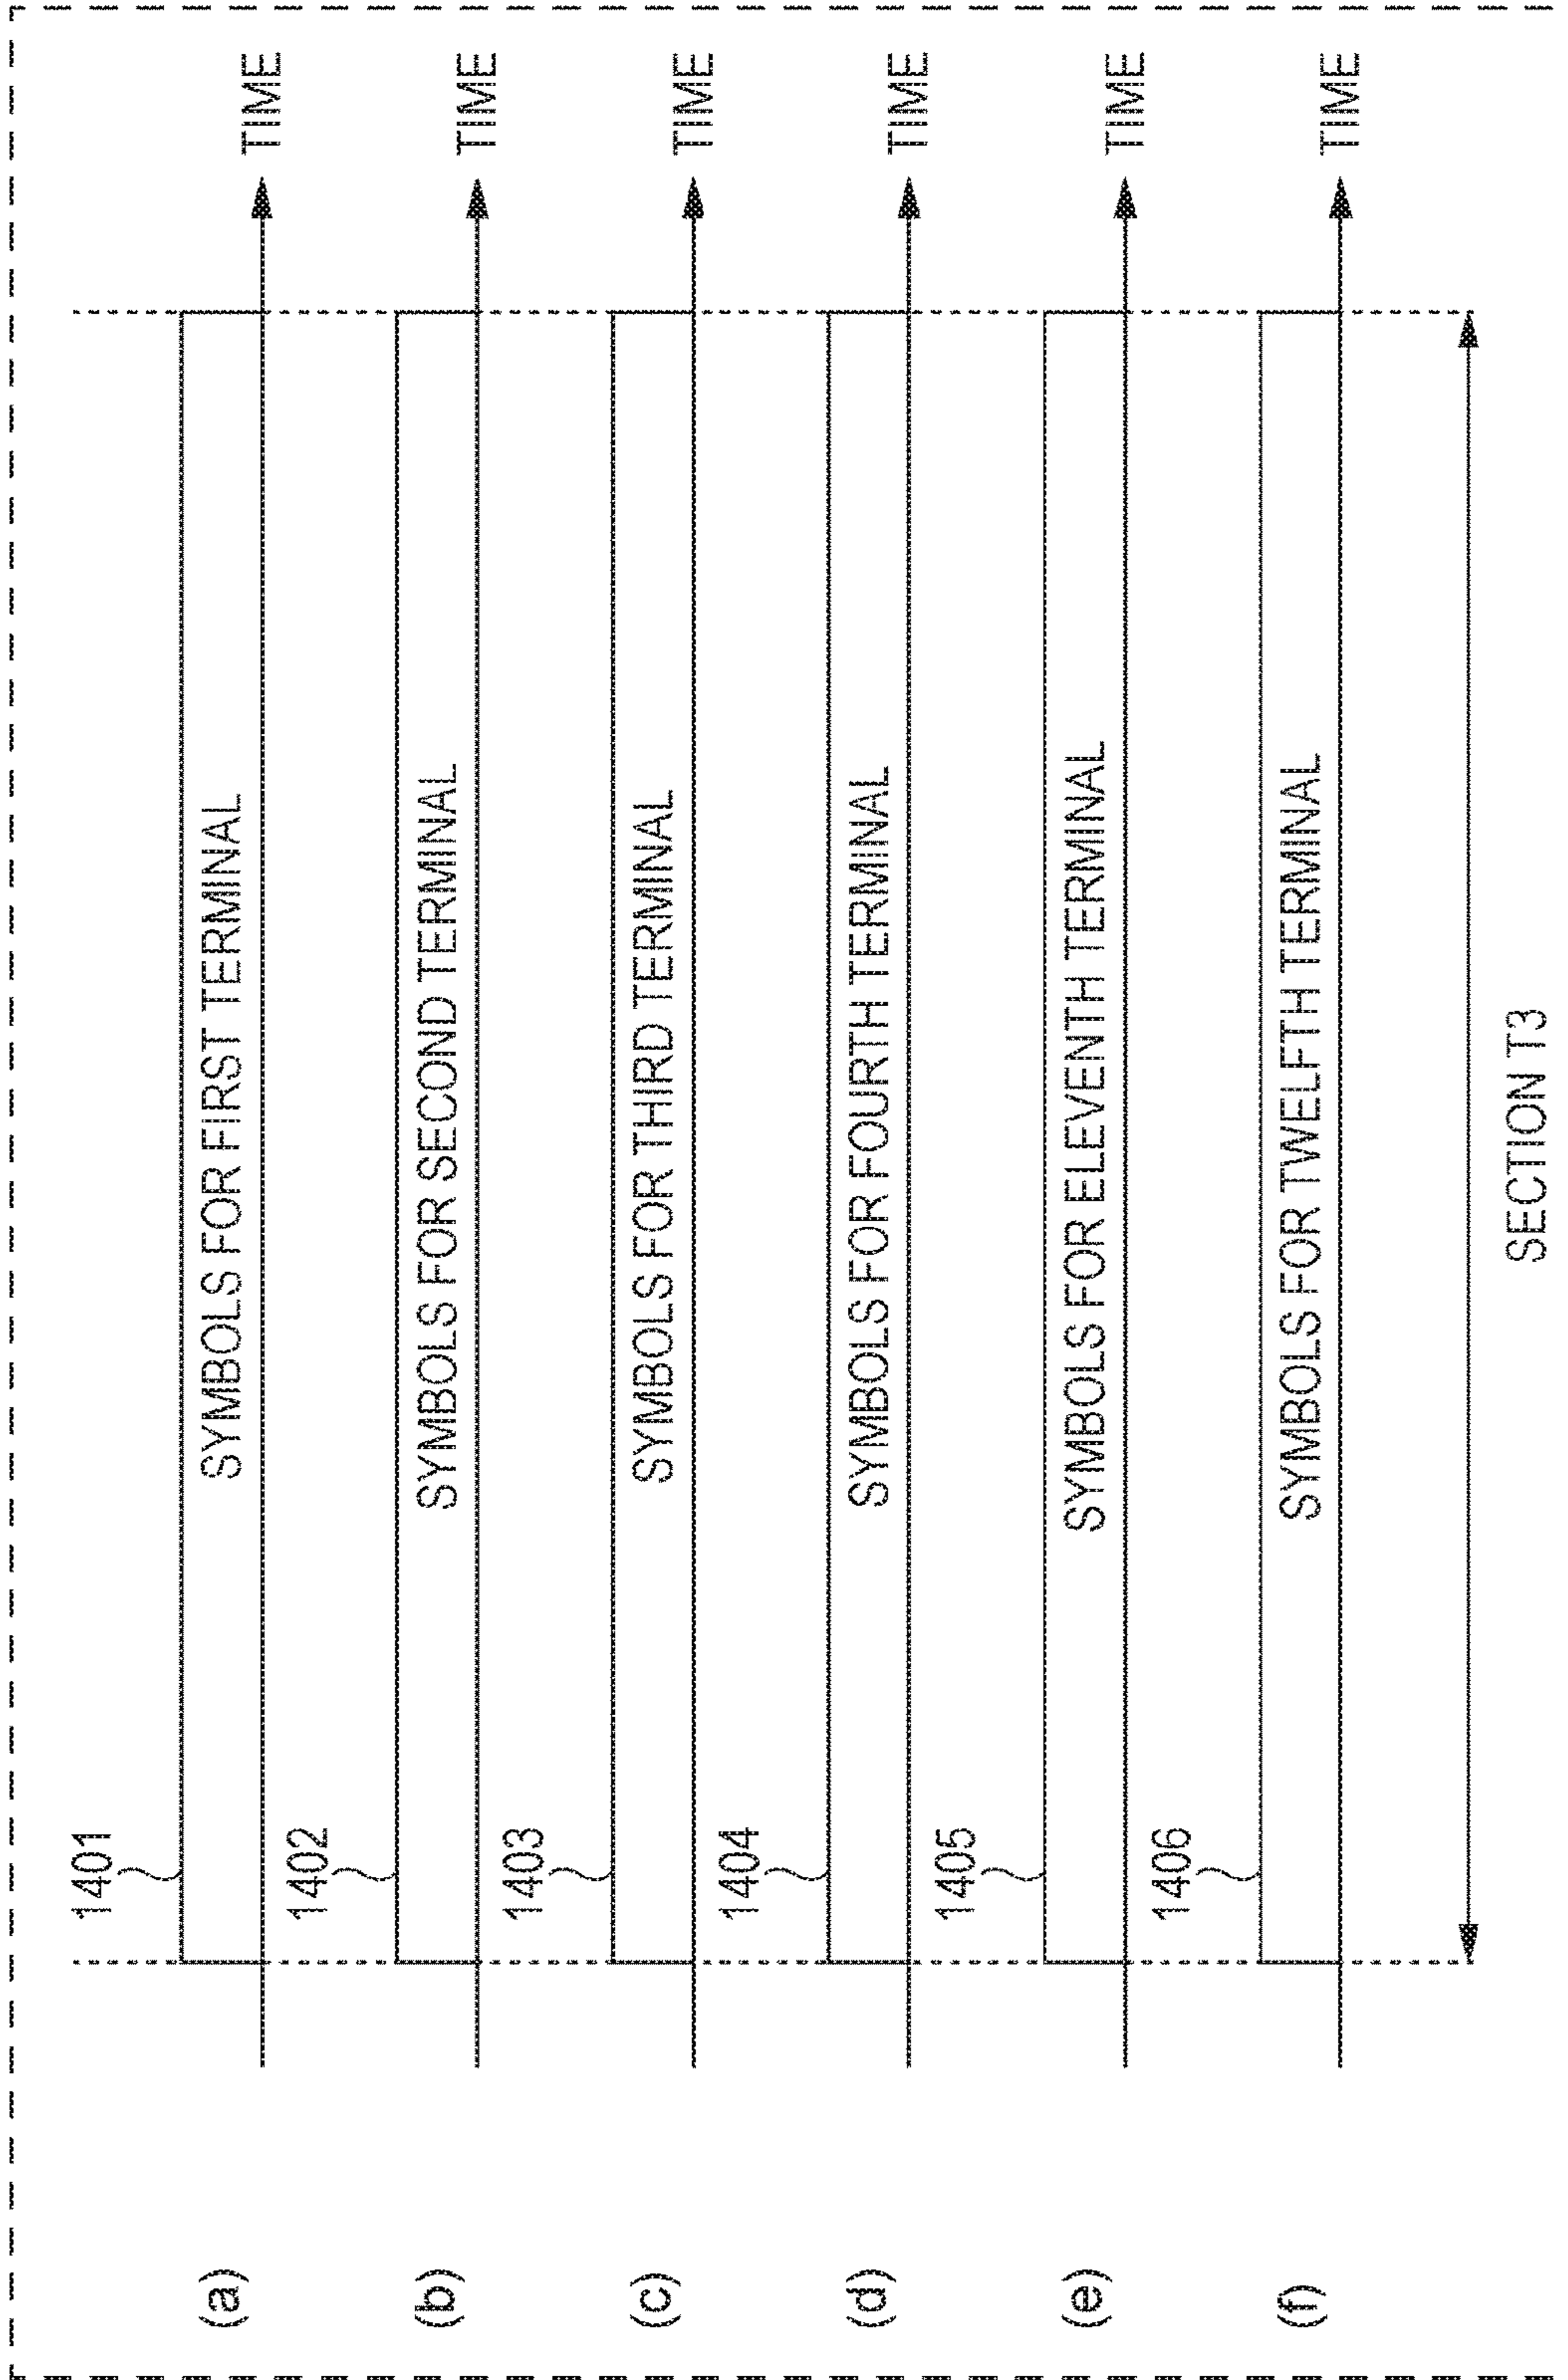 1401
(a)
SYMBOLS FOR FIRST TERMINAL
TIME
1402
(b)
SYMBOLS FOR SECOND TERMINAL
TIME
1403
(c)
SYMBOLS FOR THIRD TERMINAL
TIME
1404
(d)
SYMBOLS FOR FOURTH TERMINAL
TIME
1405
(e)
SYMBOLS FOR ELEVENTH TERMINAL
TIME
1406
(f)
SYMBOLS FOR TWELFTH TERMINAL
TIME
SECTION T3